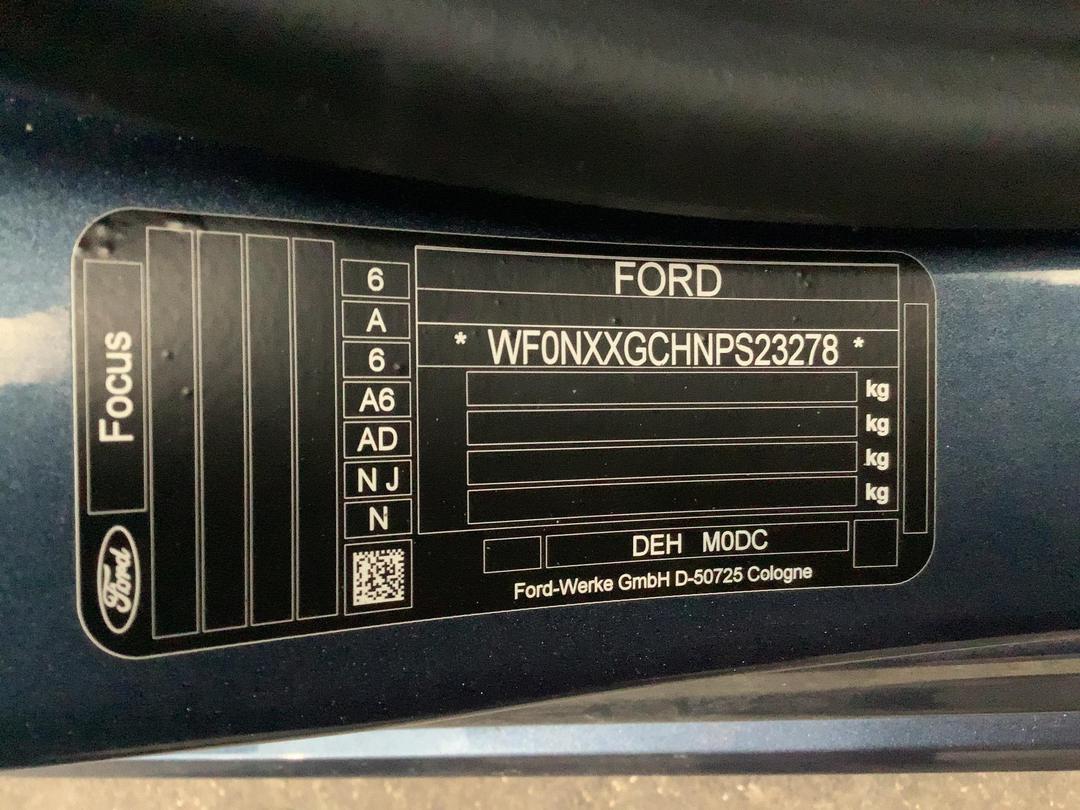 Focus
Ford
6
A
6
A6
AD
N J
N
FORD
* WF0NXXGCHNPS23278 *
kg
kg
kg
kg
DEH M0DC
Ford-Werke GmbH D-50725 Cologne